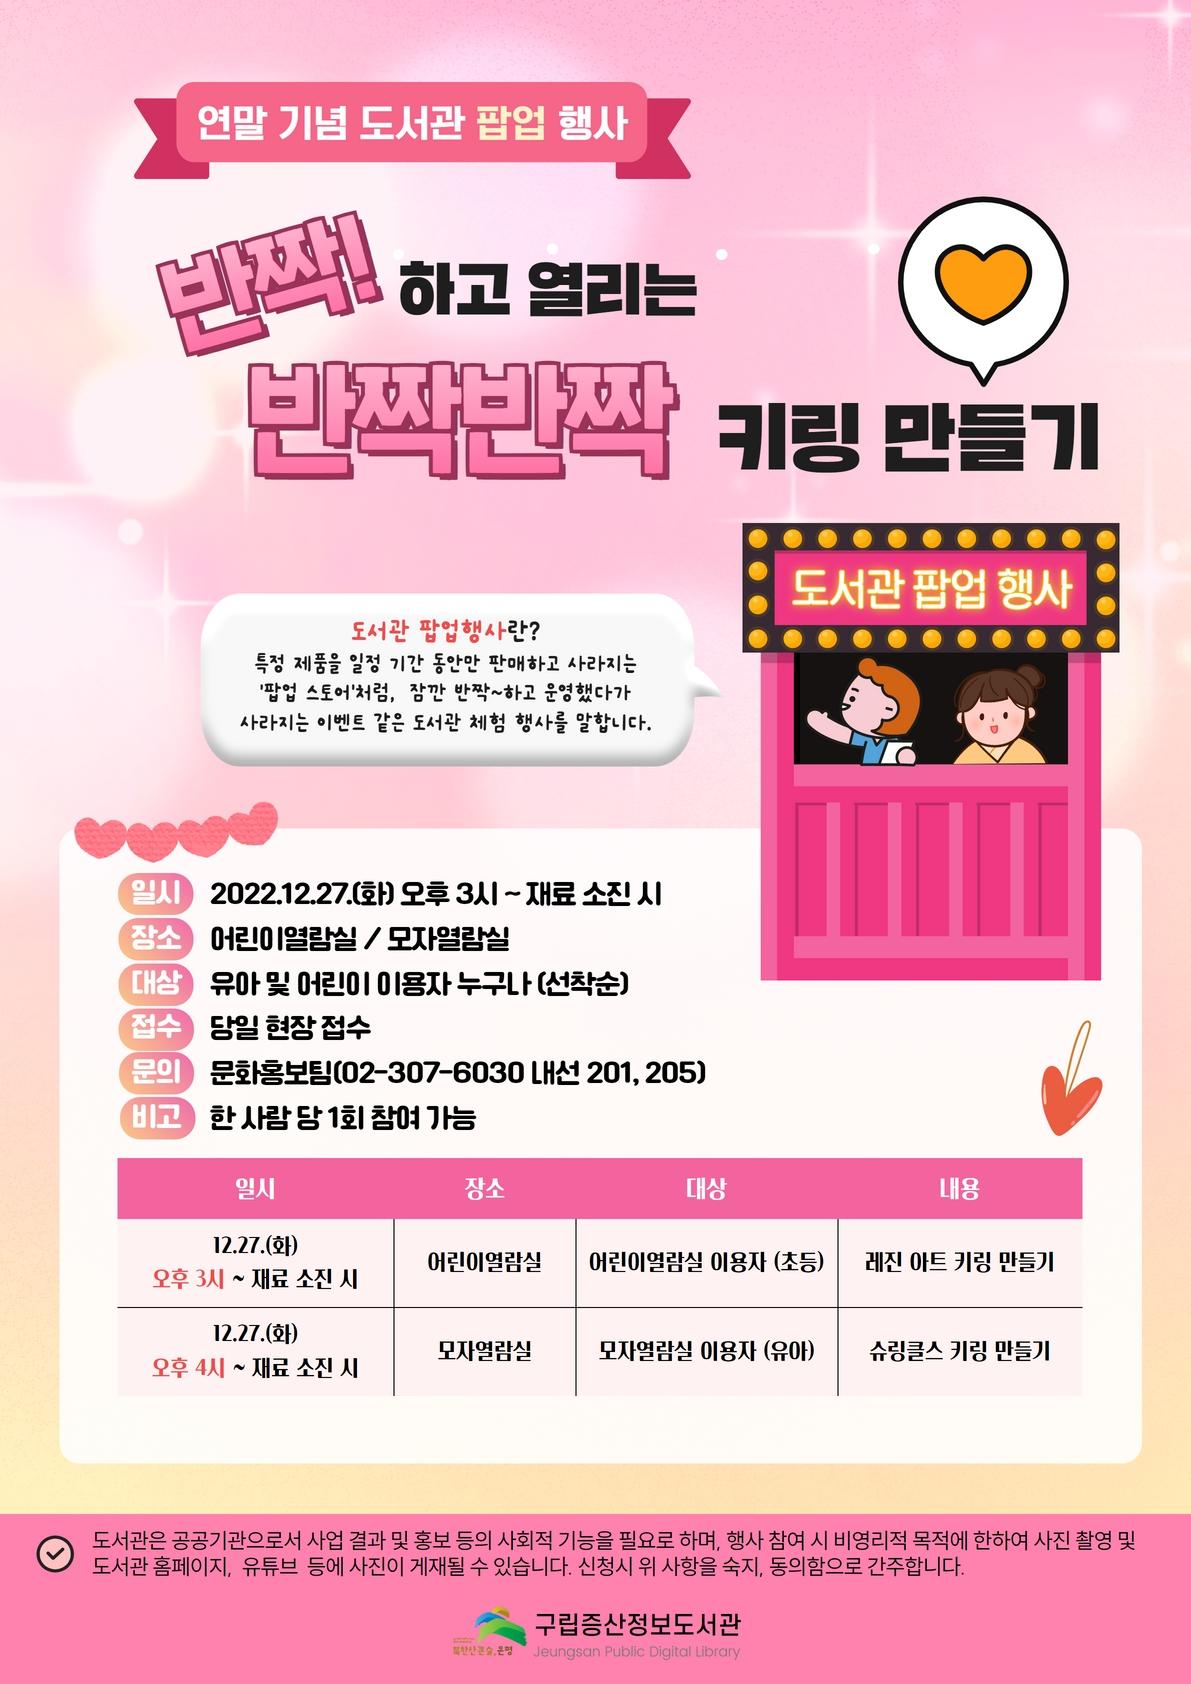 연말 기념 도서관 팝업 행사
반짝! 하고 열리는
반짝반짝 키링 만들기
도서관 팝업 행사
도서관 팝업행사란?
특정 제품을 일정 기간 동안만 판매하고 사라지는
'팝업 스토어'처럼, 잠깐 반짝~하고 운영했다가
사라지는 이벤트 같은 도서관 체험 행사를 말합니다.
일시 2022.12.27.(화) 오후 3시 ~ 재료 소진 시
장소 어린이열람실 / 모자열람실
대상 유아 및 어린이 이용자 누구나 (선착순)
접수 당일 현장 접수
문의 문화홍보팀(02-307-6030 내선 201, 205)
비고 한 사람 당 1회 참여 가능
일시 장소 대상 내용
12.27.(화)
오후 3시 ~ 재료 소진 시 어린이열람실 어린이열람실 이용자 (초등) 레진 아트 키링 만들기
12.27.(화)
오후 4시 ~ 재료 소진 시 모자열람실 모자열람실 이용자 (유아) 슈링클스 키링 만들기
도서관은 공공기관으로서 사업 결과 및 홍보 등의 사회적 기능을 필요로 하며, 행사 참여 시 비영리적 목적에 한하여 사진 촬영 및
도서관 홈페이지, 유튜브 등에 사진이 게재될 수 있습니다. 신청시 위 사항을 숙지, 동의함으로 간주합니다.
구립증산정보도서관
북한산큰숲,은평 Jeungsan Public Digital Library